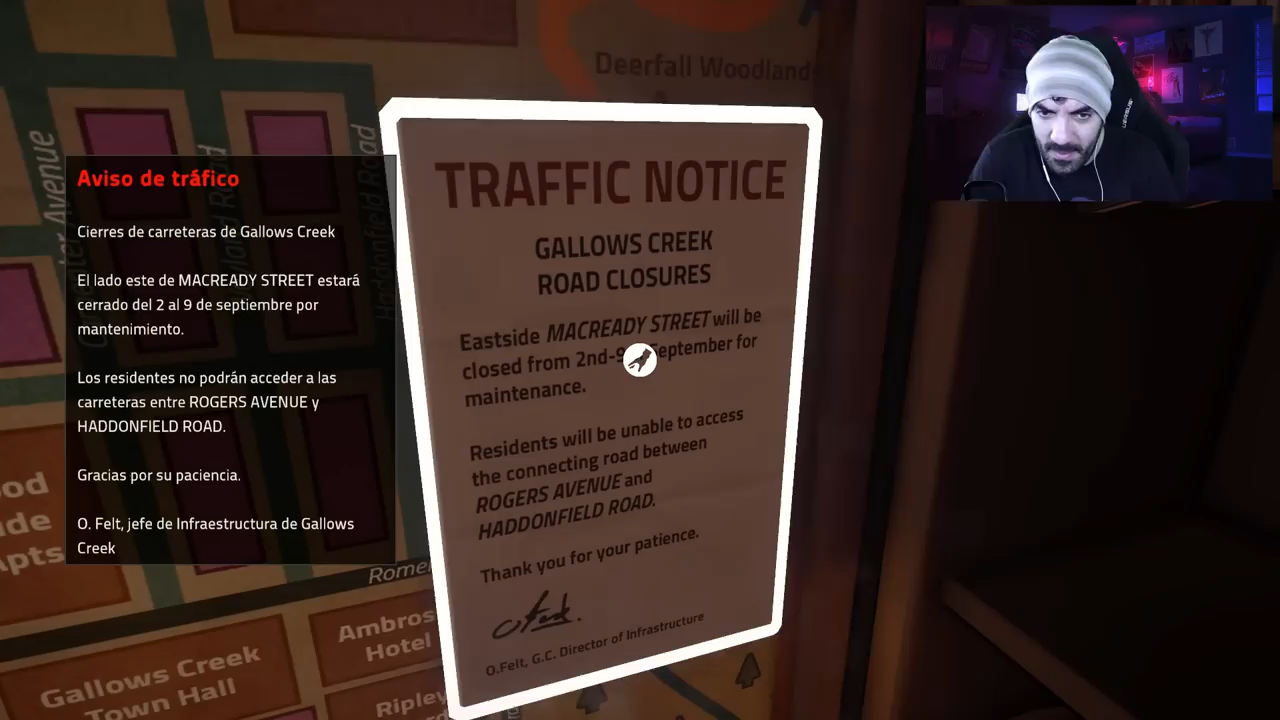 Aviso de tráfico
Cierres de carreteras de Gallows Creek
El lado este de MACREADY STREET estará
cerrado del 2 al 9 de septiembre por
mantenimiento.
Los residentes no podrán acceder a las
carreteras entre ROGERS AVENUE y
HADDONFIELD ROAD.
Gracias por su paciencia.
O. Felt, jefe de Infraestructura de Gallows
Creek
Deerfall Woodlands
Avenue
Road
Haddonfield Road
TRAFFIC NOTICE
GALLOWS CREEK
ROAD CLOSURES
Eastside MACREADY STREET will be
closed from 2nd-9 September for
maintenance.
Residents will be unable to access
the connecting road between
ROGERS AVENUE and
HADDONFIELD ROAD.
Thank you for your patience.
O.Felt, G.C. Director of Infrastructure
Apts
Gallows Creek
Town Hall
Ambros
Hotel
Ripley